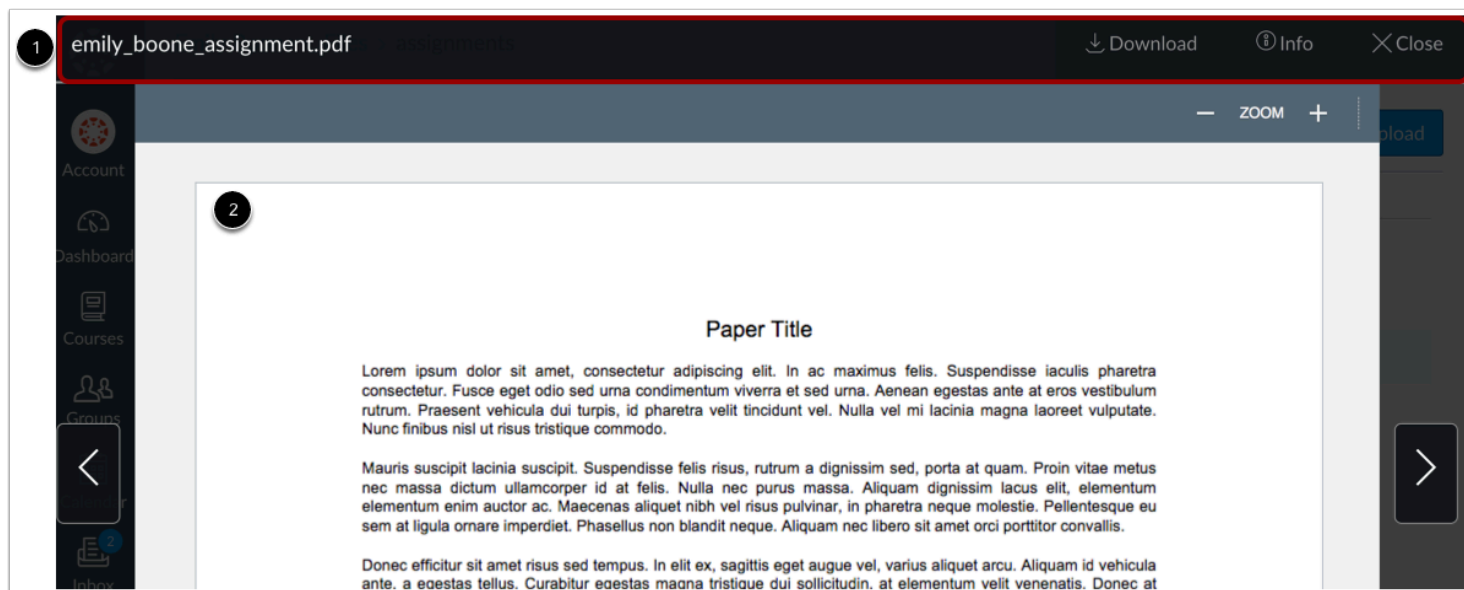 1
emily_boone_assignment.pdf
assignments
Download Info Close
ZOOM
Account
Dashboard
Courses
Groups
2
Inbox
2
Paper Title
Lorem ipsum dolor sit amet, consectetur adipiscing elit. In ac maximus felis. Suspendisse iaculis pharetra
consectetur. Fusce eget odio sed urna condimentum viverra et sed urna. Aenean egestas ante at eros vestibulum
rutrum. Praesent vehicula dui turpis, id pharetra velit tincidunt vel. Nulla vel mi lacinia magna laoreet vulputate.
Nunc finibus nisl ut risus tristique commodo.
Mauris suscipit lacinia suscipit. Suspendisse felis risus, rutrum a dignissim sed, porta at quam. Proin vitae metus
nec massa dictum ullamcorper id at felis. Nulla nec purus massa. Aliquam dignissim lacus elit, elementum
elementum enim auctor ac. Maecenas aliquet nibh vel risus pulvinar, in pharetra neque molestie. Pellentesque eu
sem at ligula ornare imperdiet. Phasellus non blandit neque. Aliquam nec libero sit amet orci porttitor convallis.
Donec efficitur sit amet risus sed tempus. In elit ex, sagittis eget augue vel, varius aliquet arcu. Aliquam id vehicula
ante, a egestas tellus. Curabitur egestas magna tristique dui sollicitudin, at elementum velit venenatis. Donec at